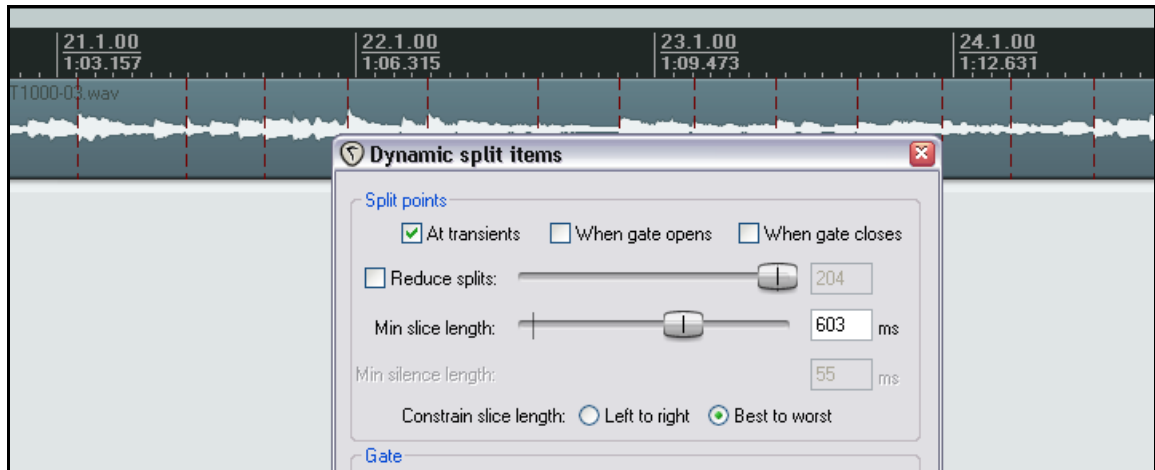 21.1.00 22.1.00 23.1.00 24.1.00
1:03.157 1:06.315 1:09.473 1:12.631
T1000-03.wav
Dynamic split items
Split points
At transients When gate opens When gate closes
Reduce splits: 204
Min slice length: 603 ms
Min silence length: 55 ms
Constrain slice length: Left to right Best to worst
Gate